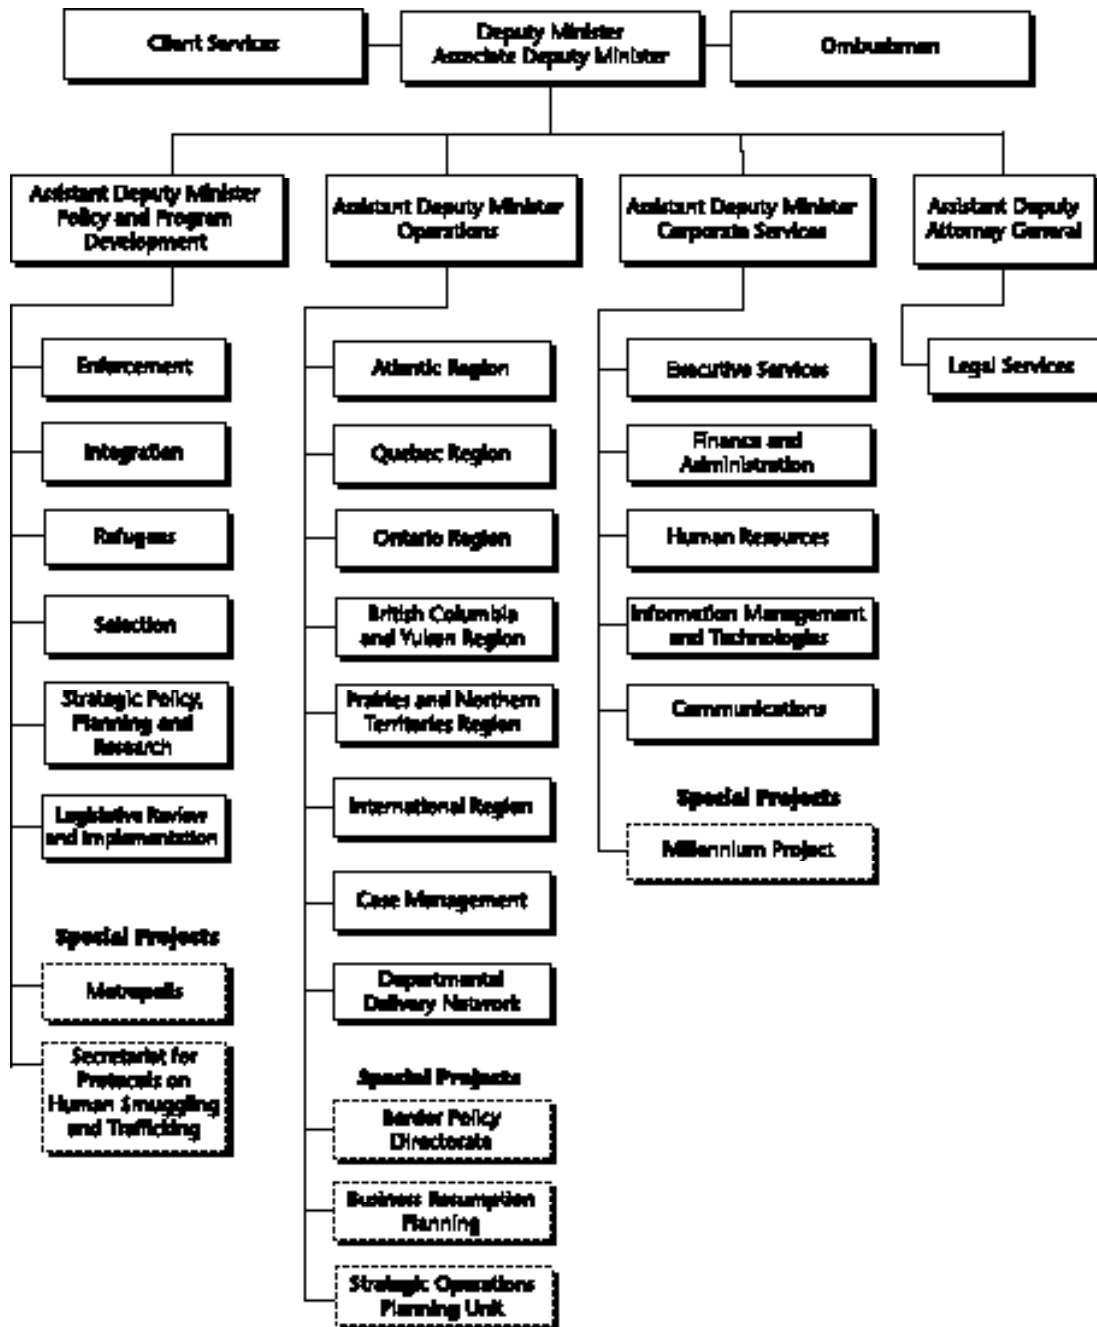 Client Services
Deputy Minister
Associate Deputy Minister
Ombudsman
Assistant Deputy Minister
Policy and Program
Development
Assistant Deputy Minister
Operations
Assistant Deputy Minister
Corporate Services
Assistant Deputy
Attorney General
Enforcement
Integration
Refugees
Selection
Strategic Policy,
Planning and
Research
Legislative Review
and Implementation
Special Projects
Metropolis
Secretariat for
Protocols on
Human Smuggling
and Trafficking
Atlantic Region
Quebec Region
Ontario Region
British Columbia
and Yukon Region
Prairies and Northern
Territories Region
International Region
Case Management
Departmental
Delivery Network
Special Projects
Border Policy
Directorate
Business Resumption
Planning
Strategic Operations
Planning Unit
Executive Services
Finance and
Administration
Human Resources
Information Management
and Technologies
Communications
Special Projects
Millennium Project
Legal Services